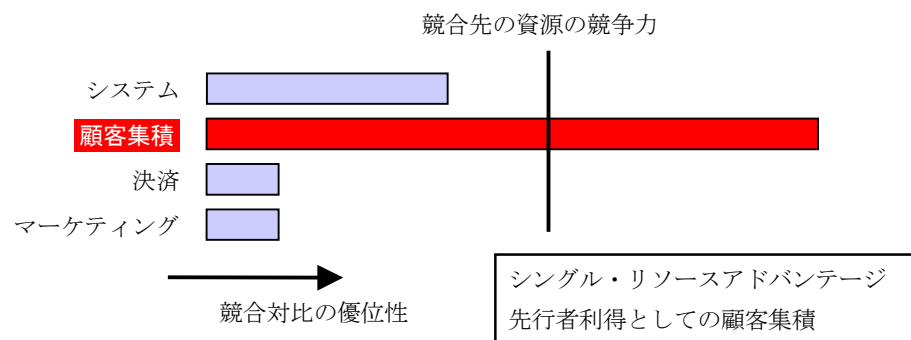 競合先の資源の競争力
システム
顧客集積
決済
マーケティング
競合対比の優位性
シングル・リソースアドバンテージ
先行者利得としての顧客集積